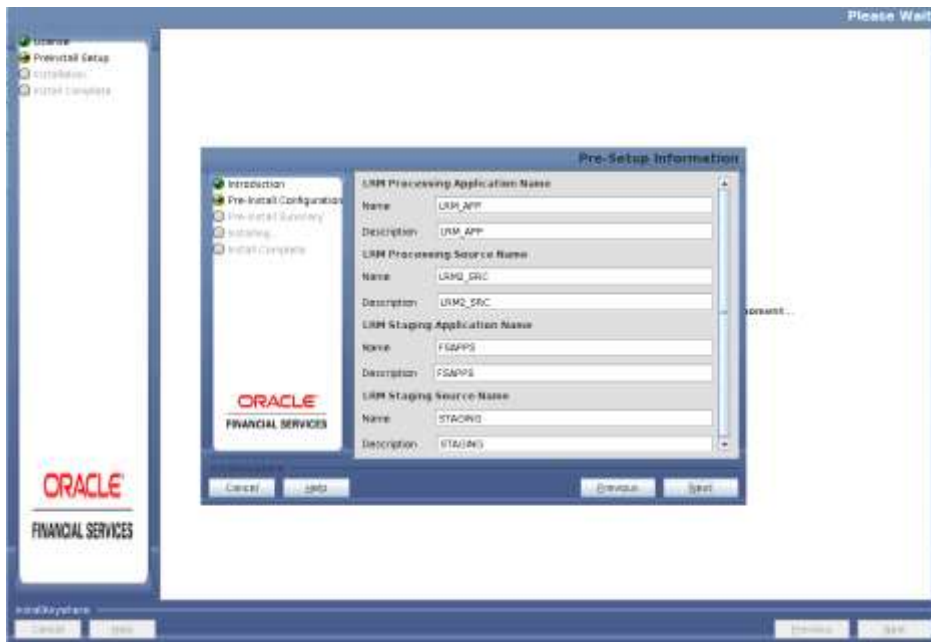 Please Wait
License
Preinstall Setup
Installation
Install Complete
Pre-Setup Information
Introduction
Pre-Install Configuration
Pre-Install Summary
Installing...
Install Complete
LRM Processing Application Name
Name LRM_APP
Description LRM_APP
LRM Processing Source Name
Name LRM2_SRC
Description LRM2_SRC
LRM Staging Application Name
Name FSAPPS
Description FSAPPS
LRM Staging Source Name
Name STAGING
Description STAGING
oment...
ORACLE
FINANCIAL SERVICES
Cancel Help Previous Next
ORACLE
FINANCIAL SERVICES
InstallAnywhere
Cancel Help Previous Next